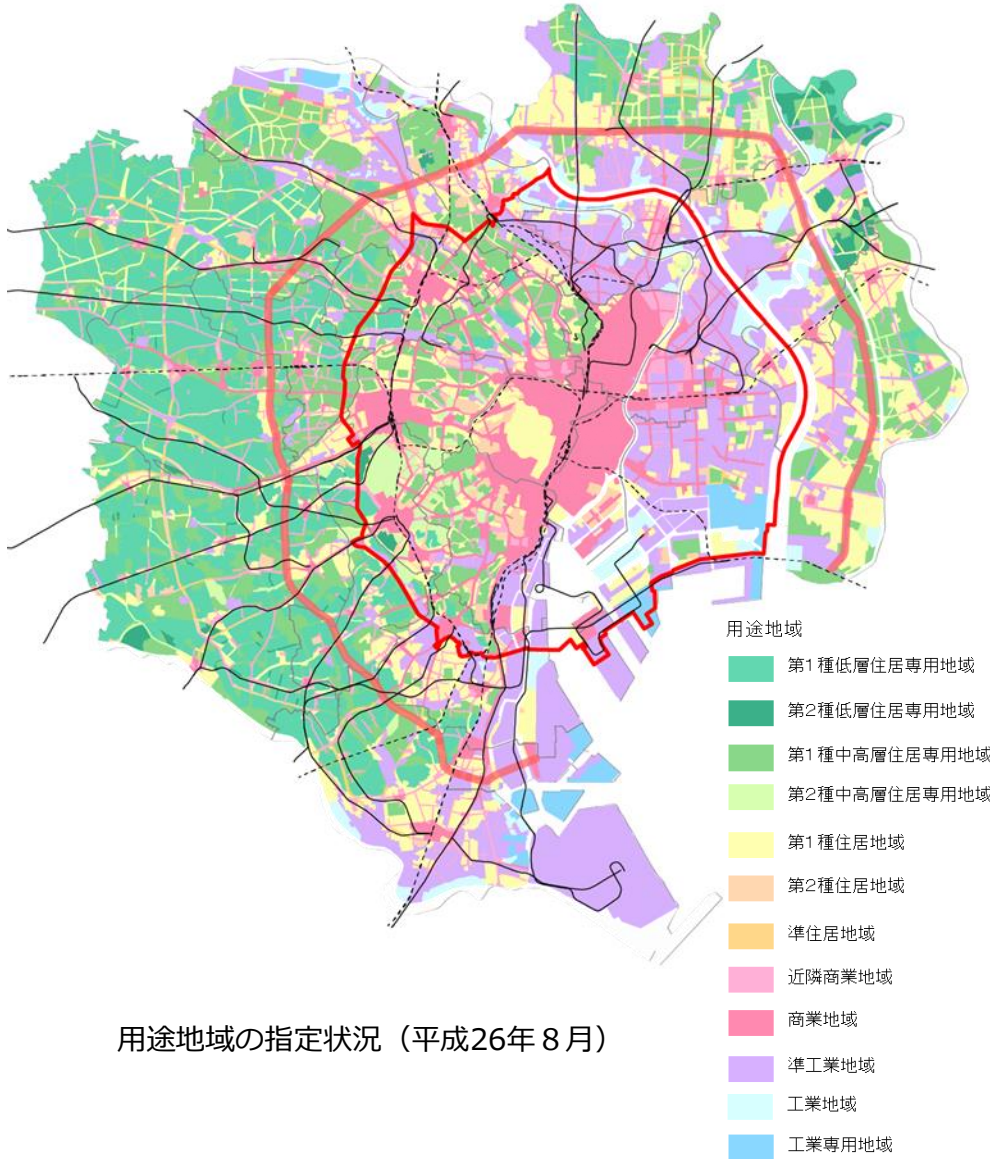 用途地域
第1種低層住居専用地域
第2種低層住居専用地域
第1種中高層住居専用地域
第2種中高層住居専用地域
第1種住居地域
第2種住居地域
準住居地域
近隣商業地域
商業地域
準工業地域
工業地域
工業専用地域
用途地域の指定状況（平成26年８月）